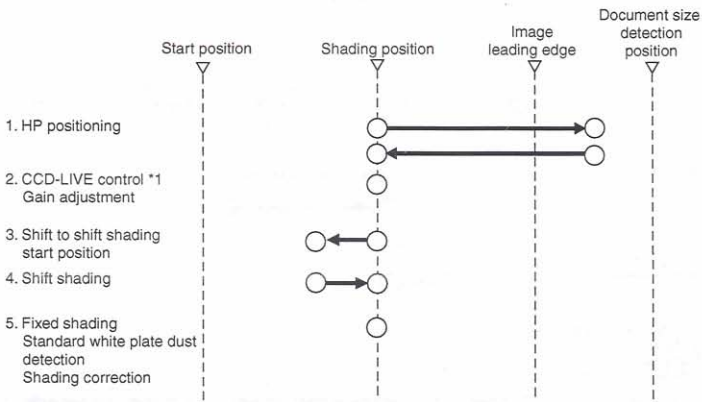 Start position
Shading position
Image
leading edge
Document size
detection
position
1. HP positioning
2. CCD-LIVE control *1
Gain adjustment
3. Shift to shift shading
start position
4. Shift shading
5. Fixed shading
Standard white plate dust
detection
Shading correction